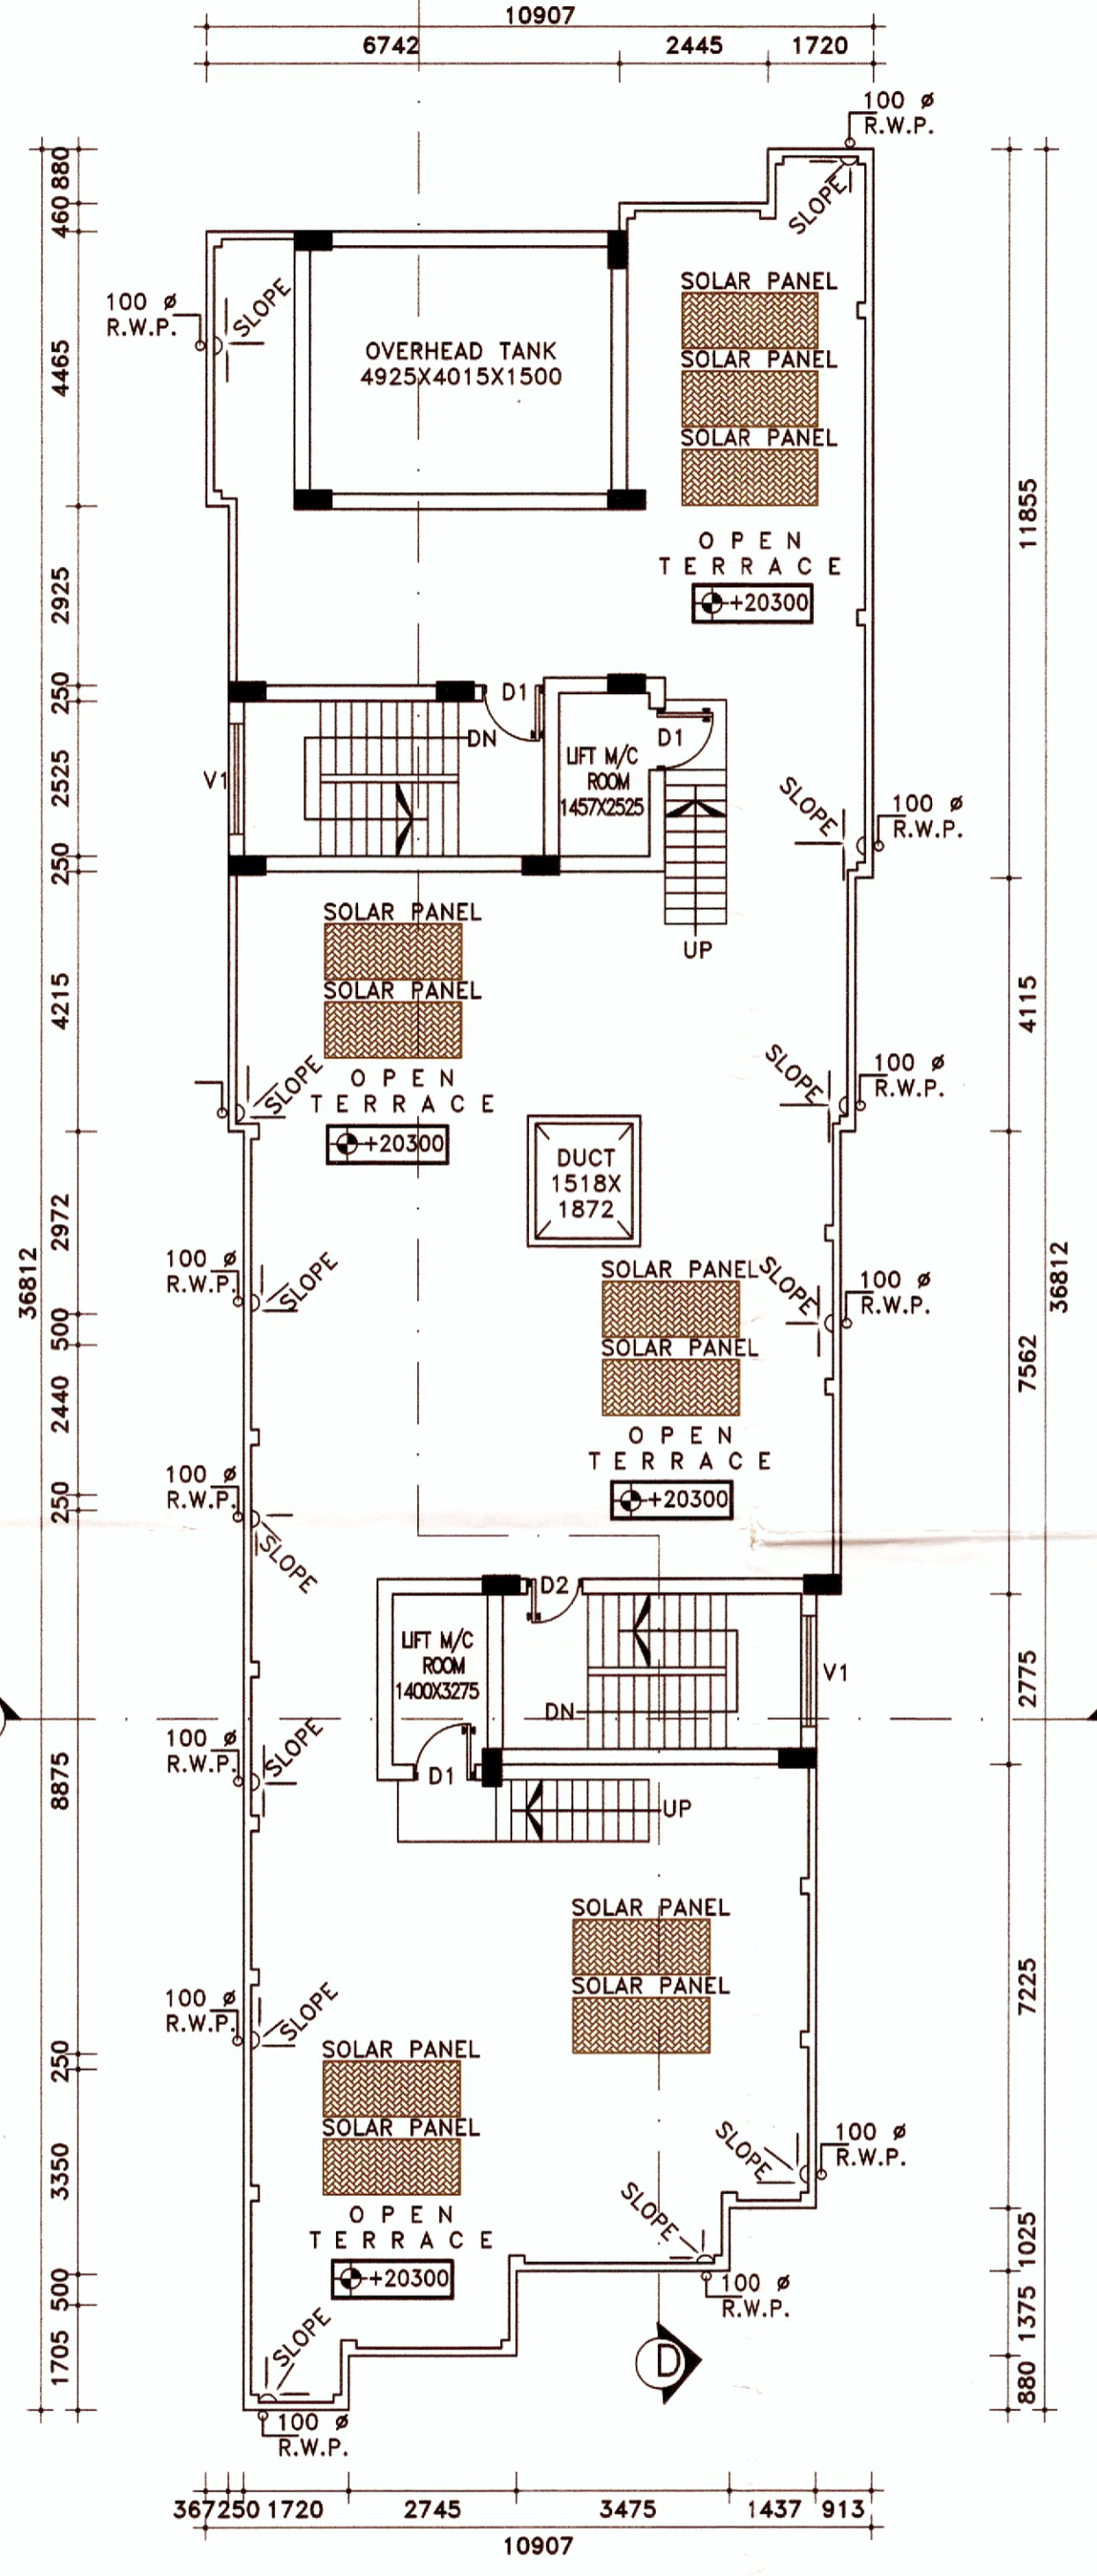 10907
6742 2445 1720
100 ø
R.W.P.
SLOPE
880
460
4465
2925
250
2525
250
4215
2972
500
2440
250
8875
250
3350
500
1705
36812
100 ø
R.W.P.
SLOPE
OVERHEAD TANK
4925X4015X1500
SOLAR PANEL
SOLAR PANEL
SOLAR PANEL
OPEN
TERRACE
+20300
11855
4115
7562
2775
7225
1025
1375
880
36812
D1
DN
V1
LIFT M/C
ROOM
1457X2525
D1
UP
SLOPE
100 ø
R.W.P.
SOLAR PANEL
SOLAR PANEL
OPEN
TERRACE
+20300
SLOPE
SLOPE
100 ø
R.W.P.
DUCT
1518X
1872
100 ø
R.W.P.
SLOPE
SOLAR PANEL
SOLAR PANEL
SLOPE
100 ø
R.W.P.
OPEN
TERRACE
+20300
100 ø
R.W.P.
SLOPE
D2
LIFT M/C
ROOM
1400X3275
DN
V1
D1
UP
100 ø
R.W.P.
SLOPE
SOLAR PANEL
SOLAR PANEL
100 ø
R.W.P.
SLOPE
SOLAR PANEL
SOLAR PANEL
OPEN
TERRACE
+20300
SLOPE
100 ø
R.W.P.
SLOPE
100 ø
R.W.P.
D
SLOPE
100 ø
R.W.P.
367 250 1720 2745 3475 1437 913
10907